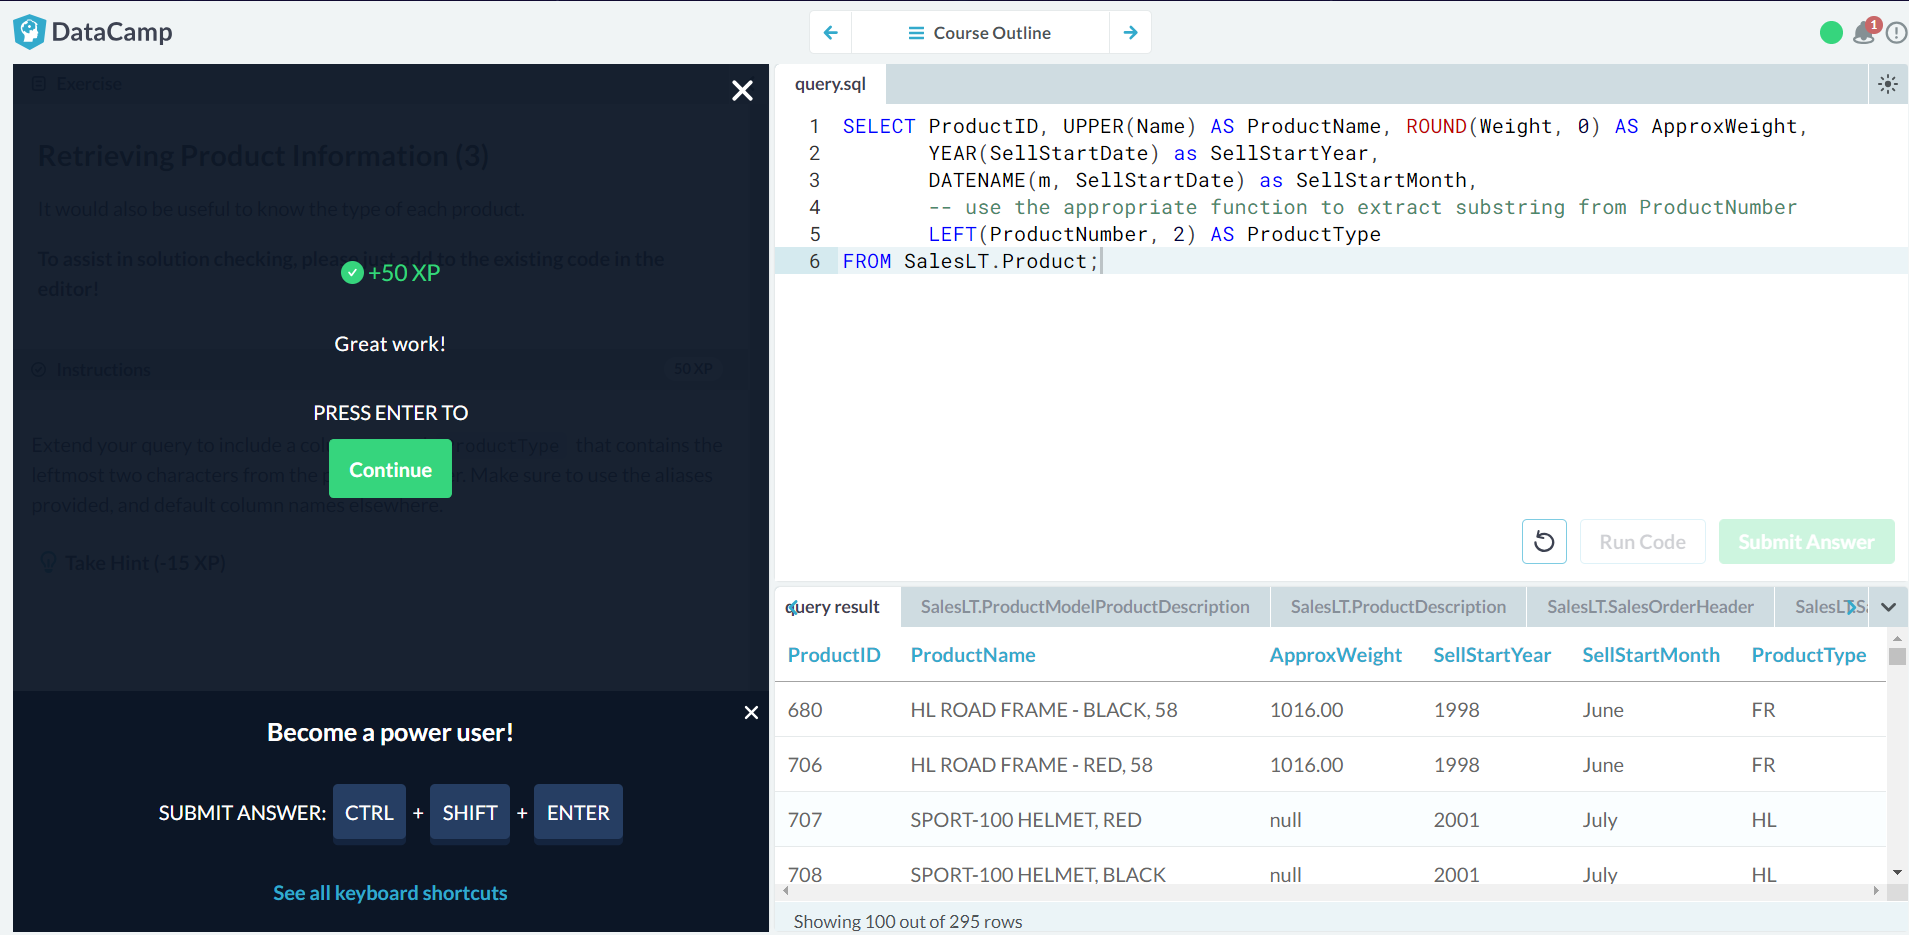 DataCamp
Course Outline
1
Exercise
Retrieving Product Information (3)
It would also be useful to know the type of each product.
To assist in solution checking, please just add to the existing code in the
editor!
+50 XP
Great work!
Instructions
50 XP
PRESS ENTER TO
Extend your query to include a roductType that contains the
Continue
leftmost two characters from the Make sure to use the aliases
provided, and default column names elsewhere.
Take Hint (-15 XP)
Become a power user!
SUBMIT ANSWER: CTRL + SHIFT + ENTER
See all keyboard shortcuts
query.sql
1 SELECT ProductID, UPPER(Name) AS ProductName, ROUND(Weight, 0) AS ApproxWeight,
2 YEAR(SellStartDate) as SellStartYear,
3 DATENAME(m, SellStartDate) as SellStartMonth,
4 -- use the appropriate function to extract substring from ProductNumber
5 LEFT(ProductNumber, 2) AS ProductType
6 FROM SalesLT.Product;
Run Code
Submit Answer
query result SalesLT.ProductModelProductDescription SalesLT.ProductDescription SalesLT.SalesOrderHeader
ProductID ProductName ApproxWeight SellStartYear SellStartMonth ProductType
680 HL ROAD FRAME - BLACK, 58 1016.00 1998 June FR
706 HL ROAD FRAME - RED, 58 1016.00 1998 June FR
707 SPORT-100 HELMET, RED null 2001 July HL
708 SPORT-100 HELMET, BLACK null 2001 July HL
Showing 100 out of 295 rows